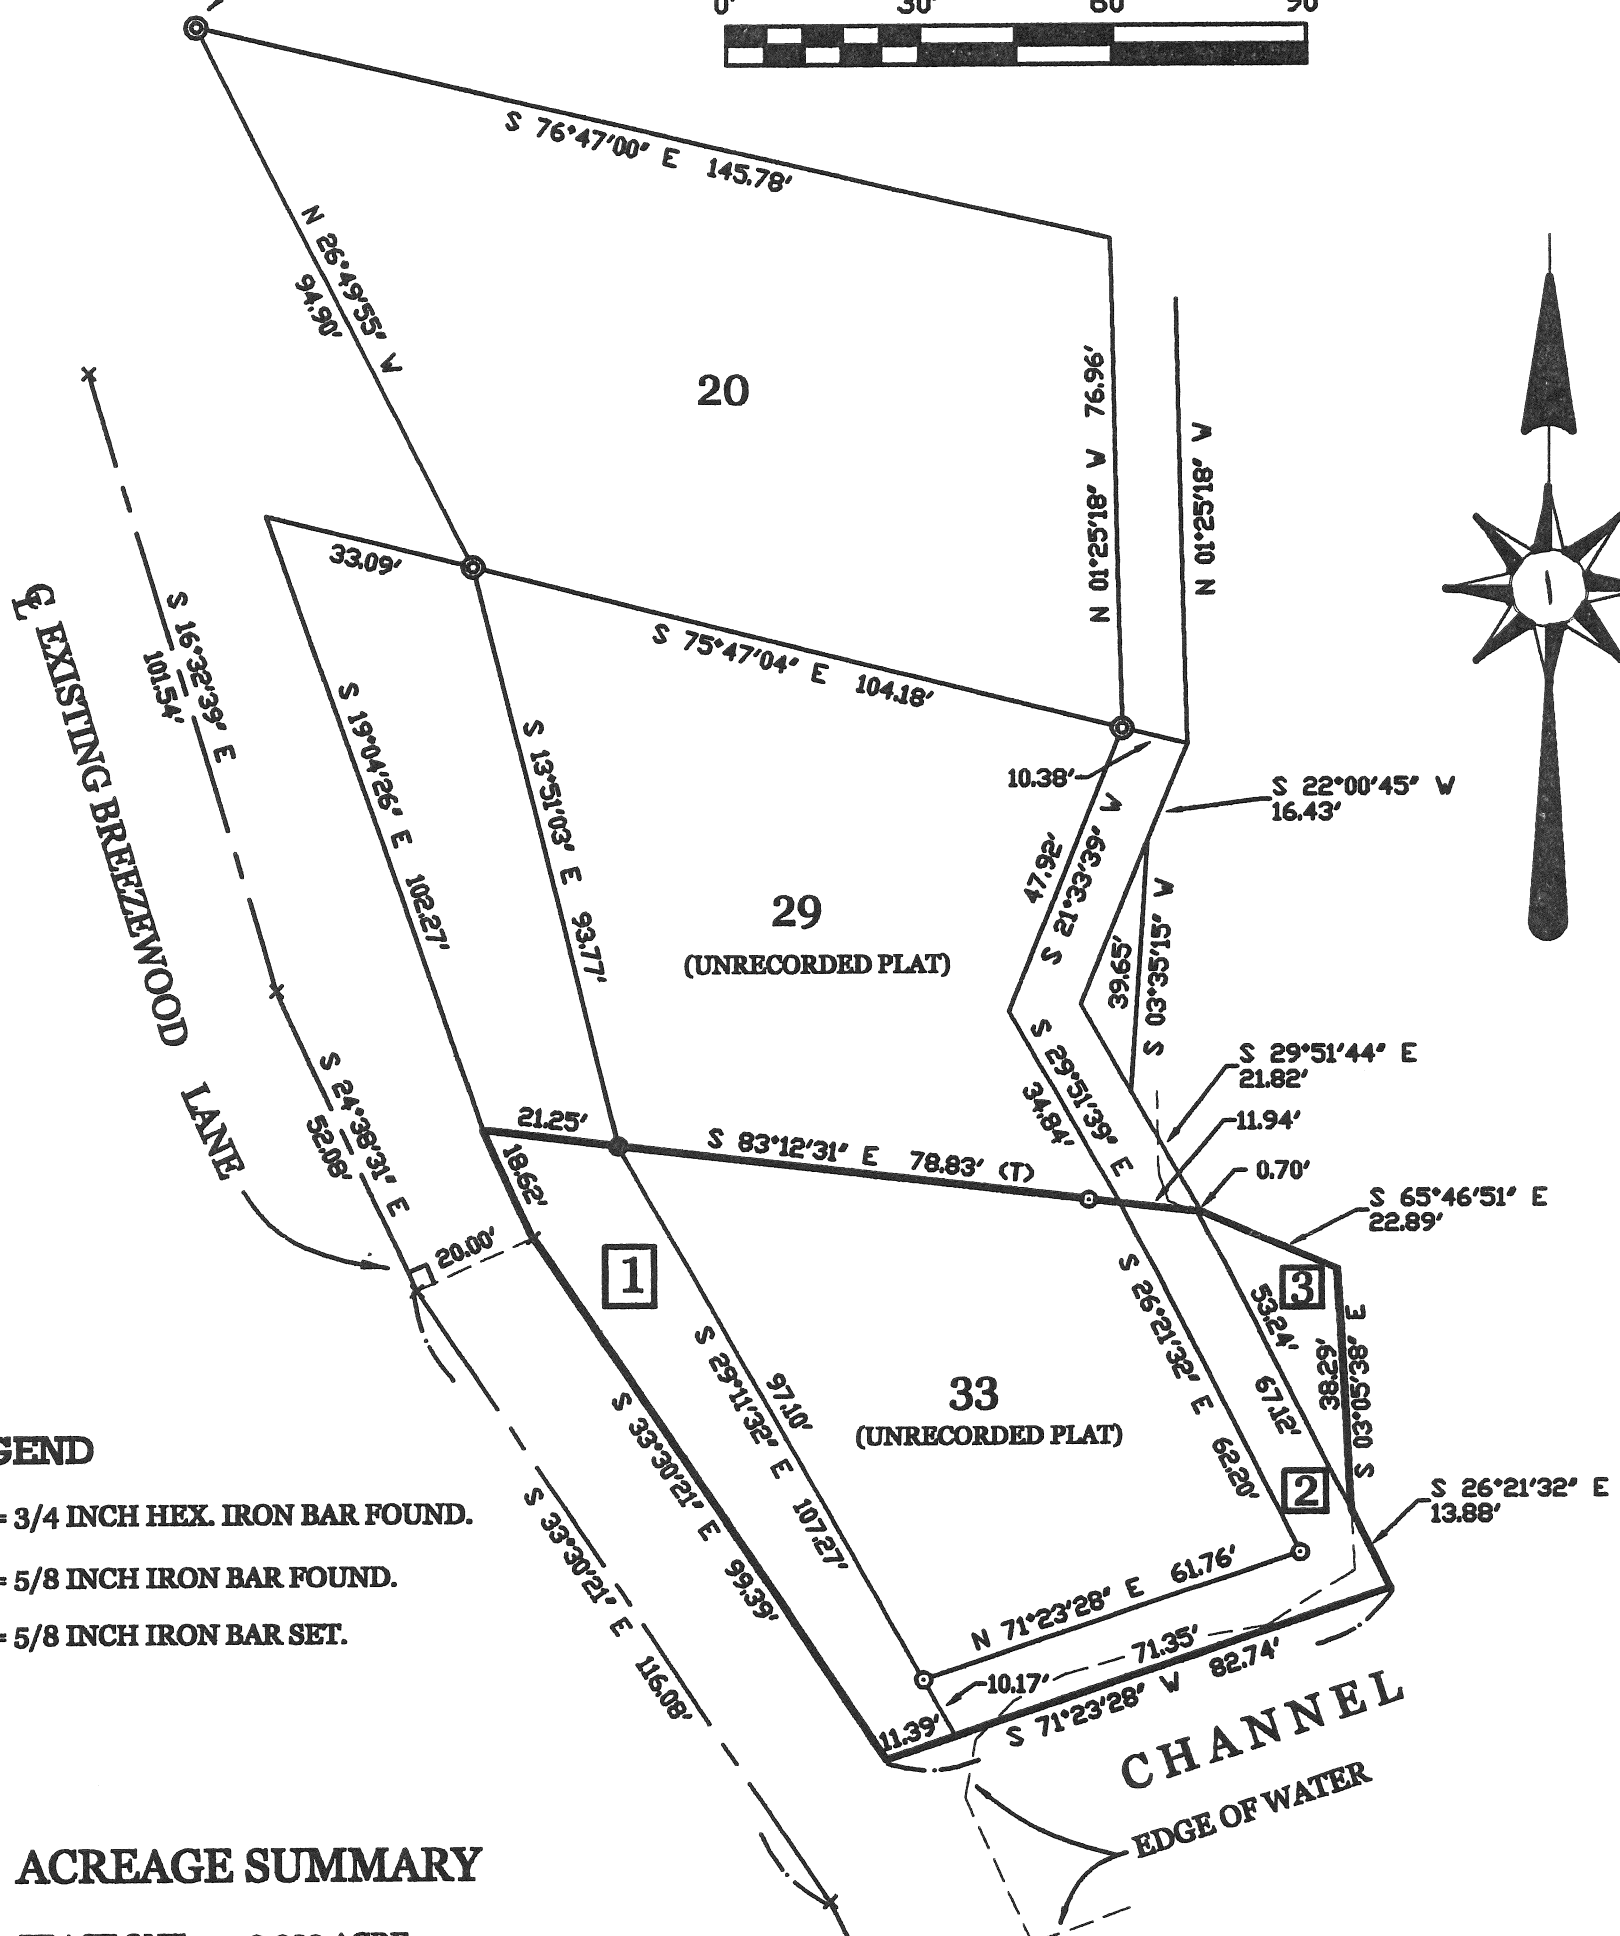 0' 30' 60 90
S 76°47'00" E 145.78'
N 26°49'55" W
94.90'
20
N 01°25'18" W 76.96'
N 01°25'18" W
33.09'
S 75°47'04" E 104.18'
10.38'
S 22°00'45" W
16.43'
S 16°32'39" E
101.54'
℄ EXISTING BREEZEWOOD LANE
S 19°04'26" E 102.27'
S 13°51'03" E 93.77'
29
(UNRECORDED PLAT)
47.92'
S 21°33'39" W
39.65'
S 03°35'15" W
S 29°51'39" E
34.84'
S 29°51'44" E
21.82'
11.94'
0.70'
S 65°46'51" E
22.89'
S 24°38'31" E
52.08'
21.25'
S 83°12'31" E 78.83' (T)
18.62'
20.00'
1
3
53.24'
67.12'
38.29'
S 03°05'38" E
S 26°21'32" E 62.20'
97.10'
S 29°11'32" E 107.27'
33
(UNRECORDED PLAT)
2
S 26°21'32" E
13.88'
S 33°30'21" E 99.39'
S 33°30'21" E 116.08'
N 71°23'28" E 61.76'
71.35'
10.17'
11.39'
S 71°23'28" W 82.74'
CHANNEL
EDGE OF WATER
GEND
= 3/4 INCH HEX. IRON BAR FOUND.
= 5/8 INCH IRON BAR FOUND.
= 5/8 INCH IRON BAR SET.
ACREAGE SUMMARY